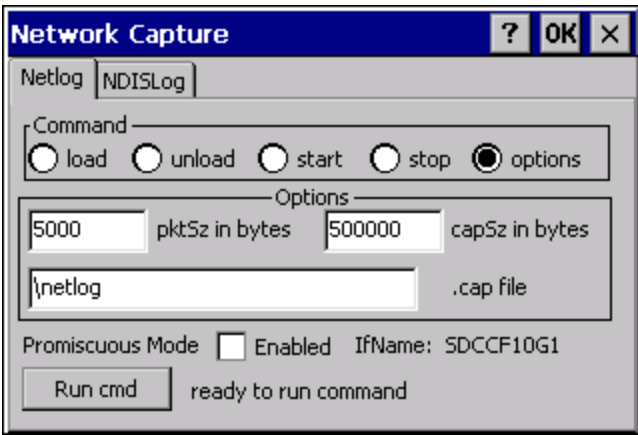 Network Capture ? OK ×
Netlog NDISLog
Command
load unload start stop options
Options
5000 pktSz in bytes 500000 capSz in bytes
\netlog .cap file
Promiscuous Mode Enabled IfName: SDCCF10G1
Run cmd ready to run command